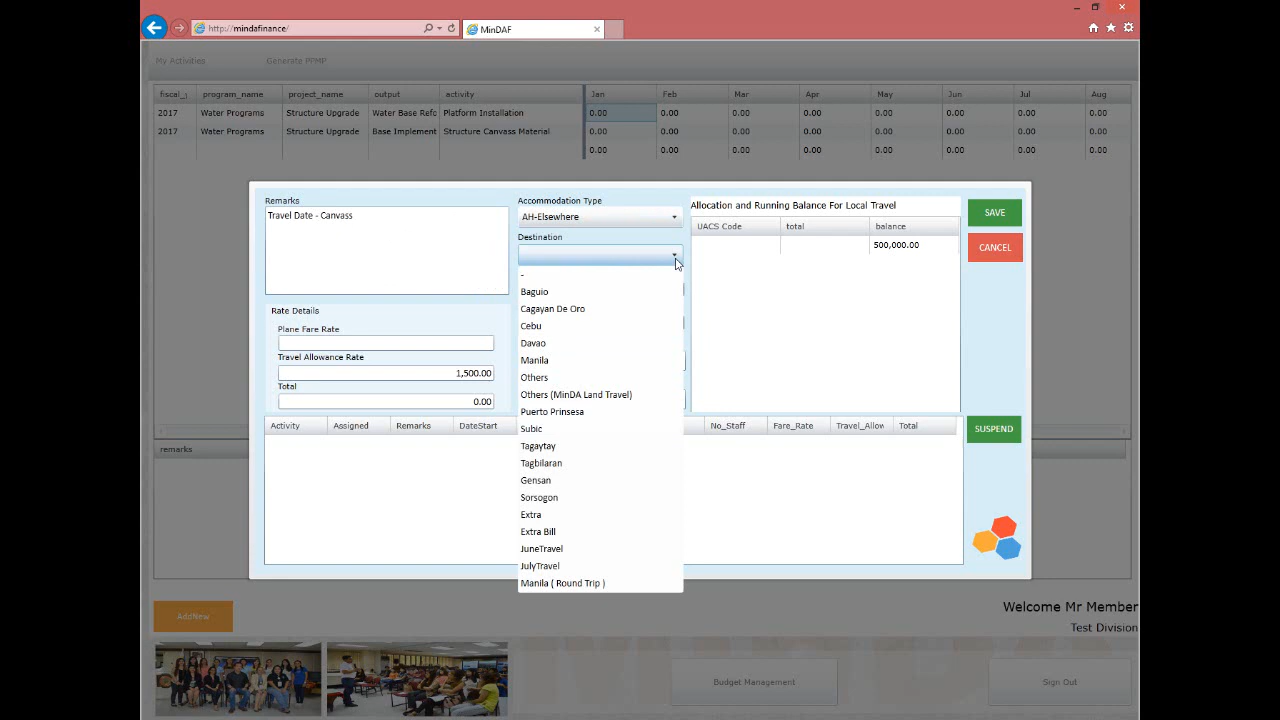 http://mindafinance/
MinDAF
My Activities
Generate PPMP
fiscal_y program_name project_name output activity Jan Feb Mar Apr May Jun Jul Aug
2017 Water Programs Structure Upgrade Water Base Refo Platform Installation 0.00 0.00 0.00 0.00 0.00 0.00 0.00 0.00
2017 Water Programs Structure Upgrade Base Implement Structure Canvass Material 0.00 0.00 0.00 0.00 0.00 0.00 0.00 0.00
0.00 0.00 0.00 0.00 0.00 0.00 0.00 0.00
Remarks
Travel Date - Canvass
Accommodation Type
AH-Elsewhere
Destination
-
Baguio
Cagayan De Oro
Cebu
Davao
Manila
Others
Others (MinDA Land Travel)
Puerto Prinsesa
Subic
Tagaytay
Tagbilaran
Gensan
Sorsogon
Extra
Extra Bill
JuneTravel
JulyTravel
Manila ( Round Trip )
Allocation and Running Balance For Local Travel
UACS Code total balance
500,000.00
SAVE
CANCEL
Rate Details
Plane Fare Rate
Travel Allowance Rate
1,500.00
Total
0.00
Activity Assigned Remarks DateStart No_Staff Fare_Rate Travel_Allow Total
SUSPEND
remarks
AddNew
Welcome Mr Member
Test Division
Budget Management
Sign Out